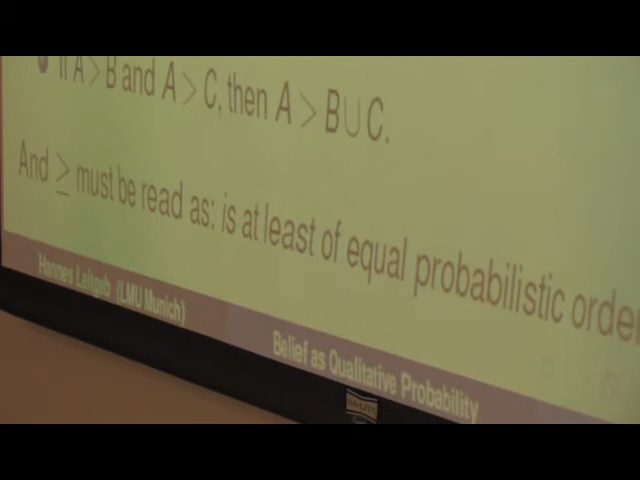 If A > B and A > C, then A > B ∪ C.
And ≥ must be read as: is at least of equal probabilistic order
Hannes Leitgeb (LMU Munich)
Belief as Qualitative Probability